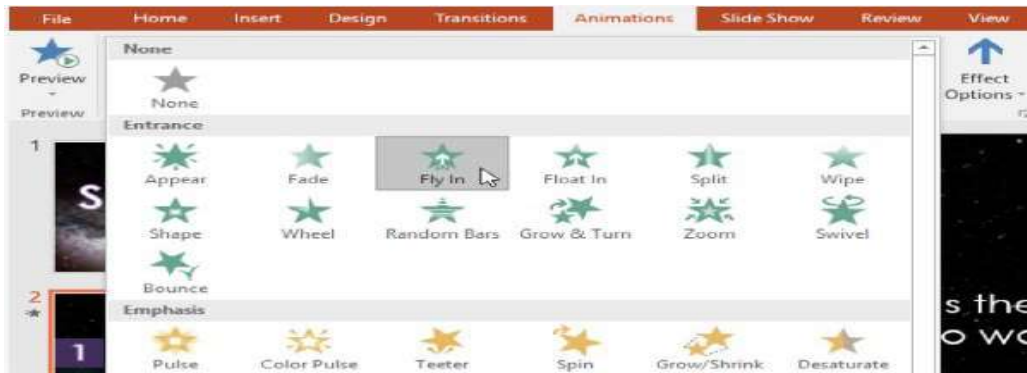 File Home Insert Design Transitions Animations Slide Show Review View
None
Preview
None
Effect
Options
Preview
Entrance
1
Appear Fade Fly In Float In Split Wipe
S
Shape Wheel Random Bars Grow & Turn Zoom Swivel
Bounce
2
Emphasis
s the
1
Pulse Color Pulse Teeter Spin Grow/Shrink Desaturate